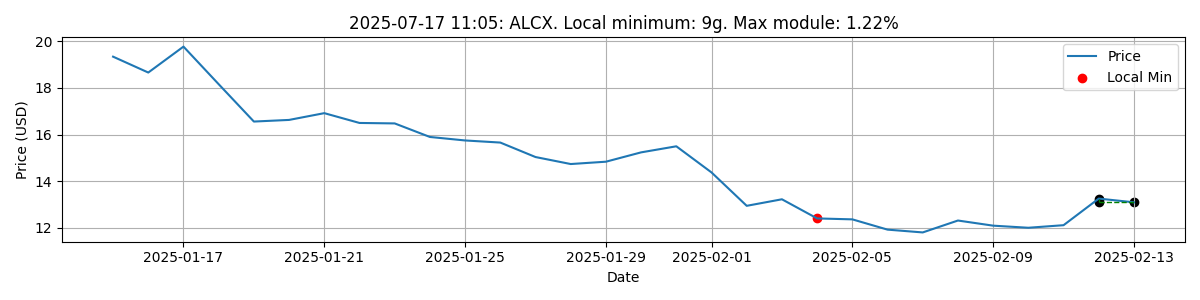 2025-07-17 11:05: ALCX. Local minimum: 9g. Max module: 1.22%
Price
Local Min
Price (USD)
20
18
16
14
12
2025-01-17
2025-01-21
2025-01-25
2025-01-29
2025-02-01
2025-02-05
2025-02-09
2025-02-13
Date